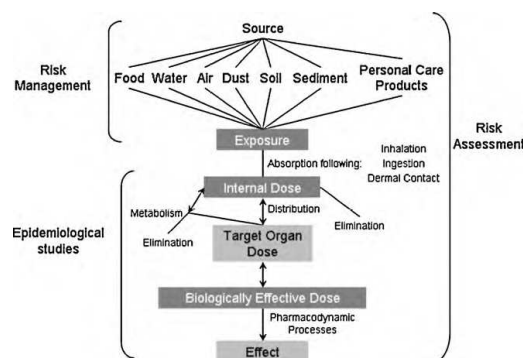 Source
Risk
Management
Food Water Air Dust Soil Sediment Personal Care
Products
Risk
Assessment
Exposure
Absorption following:
Inhalation
Ingestion
Dermal Contact
Internal Dose
Metabolism
Distribution
Elimination
Elimination
Epidemiological
studies
Target Organ
Dose
Biologically Effective Dose
Pharmacodynamic
Processes
Effect